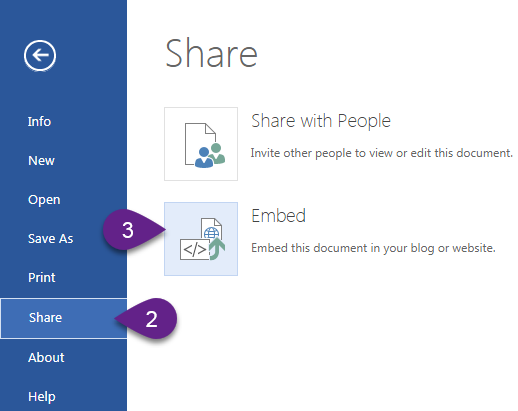 Share
Info
New
Open
Save As
Print
Share
About
Help
Share with People
Invite other people to view or edit this document.
Embed
Embed this document in your blog or website.
</>
3
2